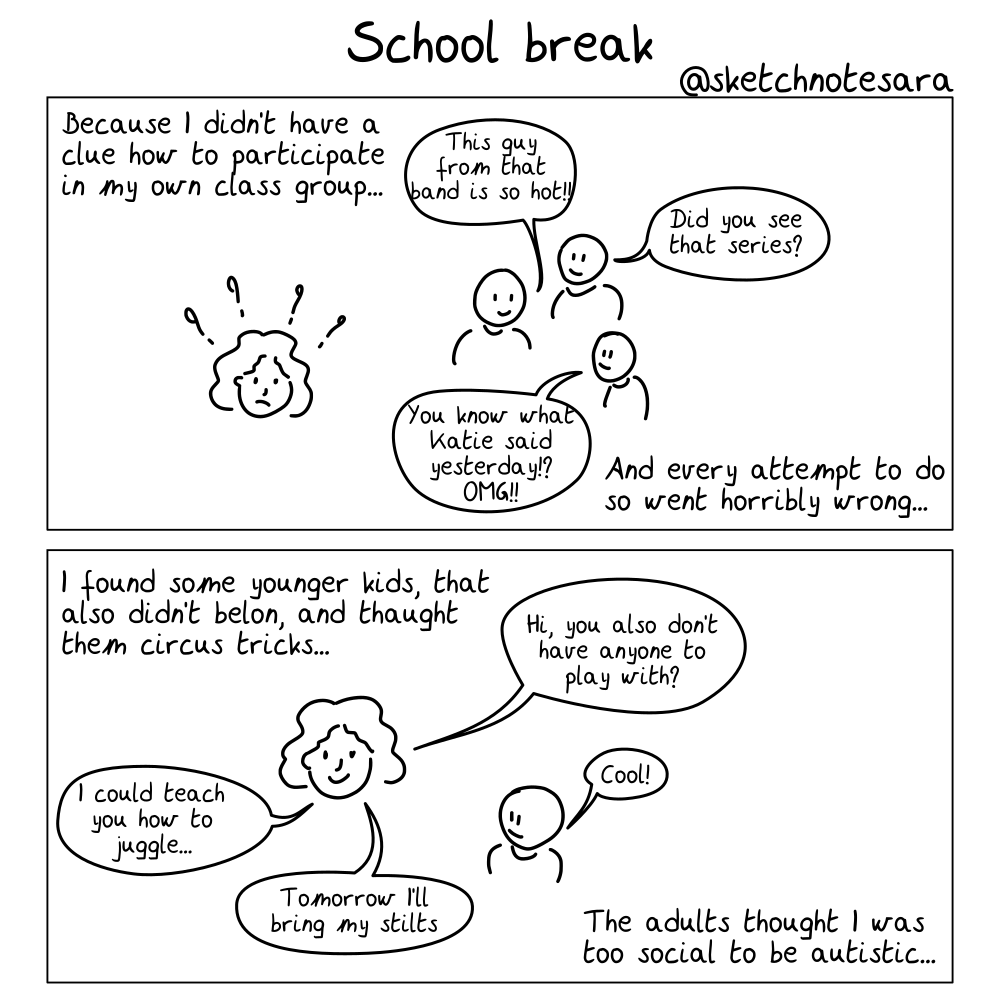 School break
@sketchnotesara
Because I didn't have a
clue how to participate
in my own class group...
This guy
from that
band is so hot!!
Did you see
that series?
You know what
Katie said
yesterday!?
OMG!!
And every attempt to do
so went horribly wrong...
I found some younger kids, that
also didn't belon, and thaught
them circus tricks...
Hi, you also don't
have anyone to
play with?
I could teach
you how to
juggle...
Cool!
Tomorrow I'll
bring my stilts
The adults thought I was
too social to be autistic...